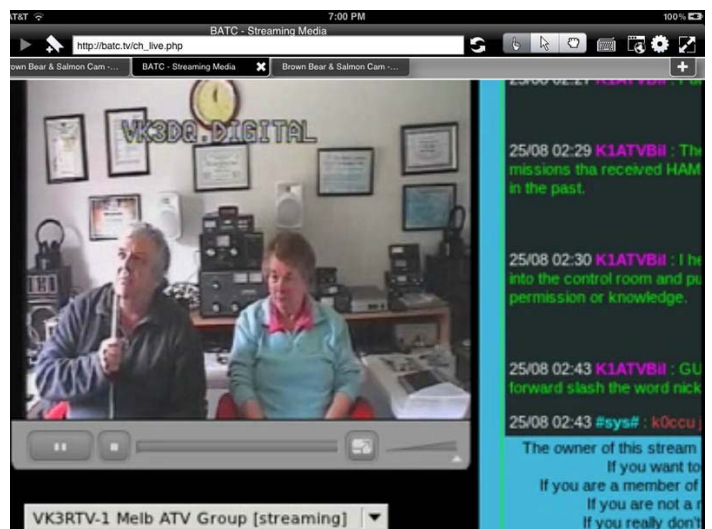 AT&T
7:00 PM
100%
BATC - Streaming Media
http://batc.tv/ch_live.php
rown Bear & Salmon Cam -...
BATC - Streaming Media
Brown Bear & Salmon Cam -...
VK3DQ.DIGITAL
25/08 02:29 K1ATVBil : The
missions tha received HAM
in the past.
25/08 02:30 K1ATVBil : I he
into the control room and pu
permission or knowledge.
25/08 02:43 K1ATVBil : GU
forward slash the word nick
25/08 02:43 #sys# : k0ccu j
The owner of this stream
If you want to
If you are a member of
If you are not a
If you really don't
VK3RTV-1 Melb ATV Group [streaming]